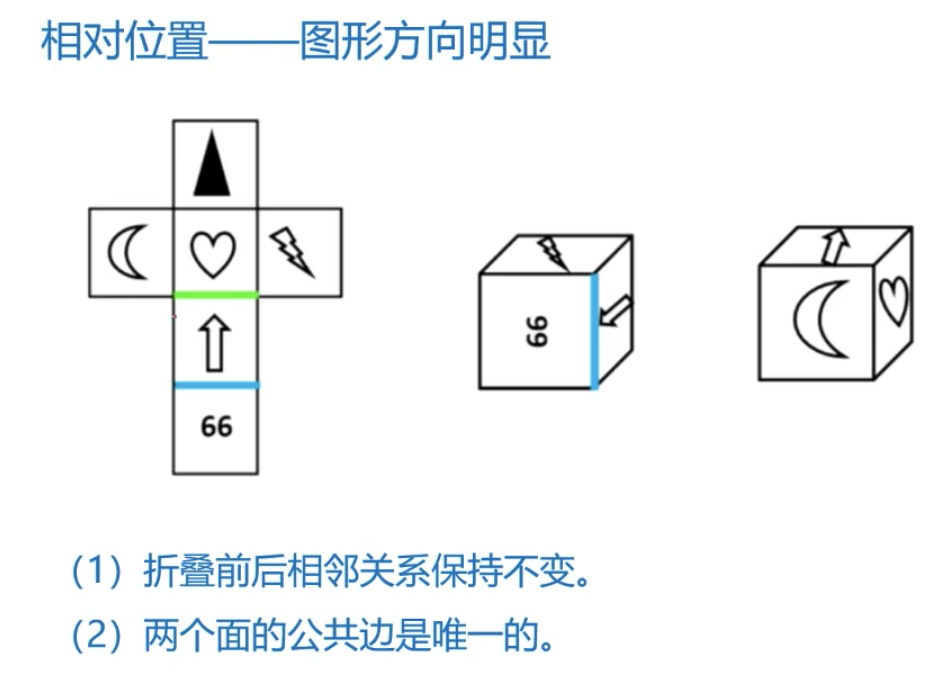 相对位置——图形方向明显
66
66
（1）折叠前后相邻关系保持不变。
（2）两个面的公共边是唯一的。